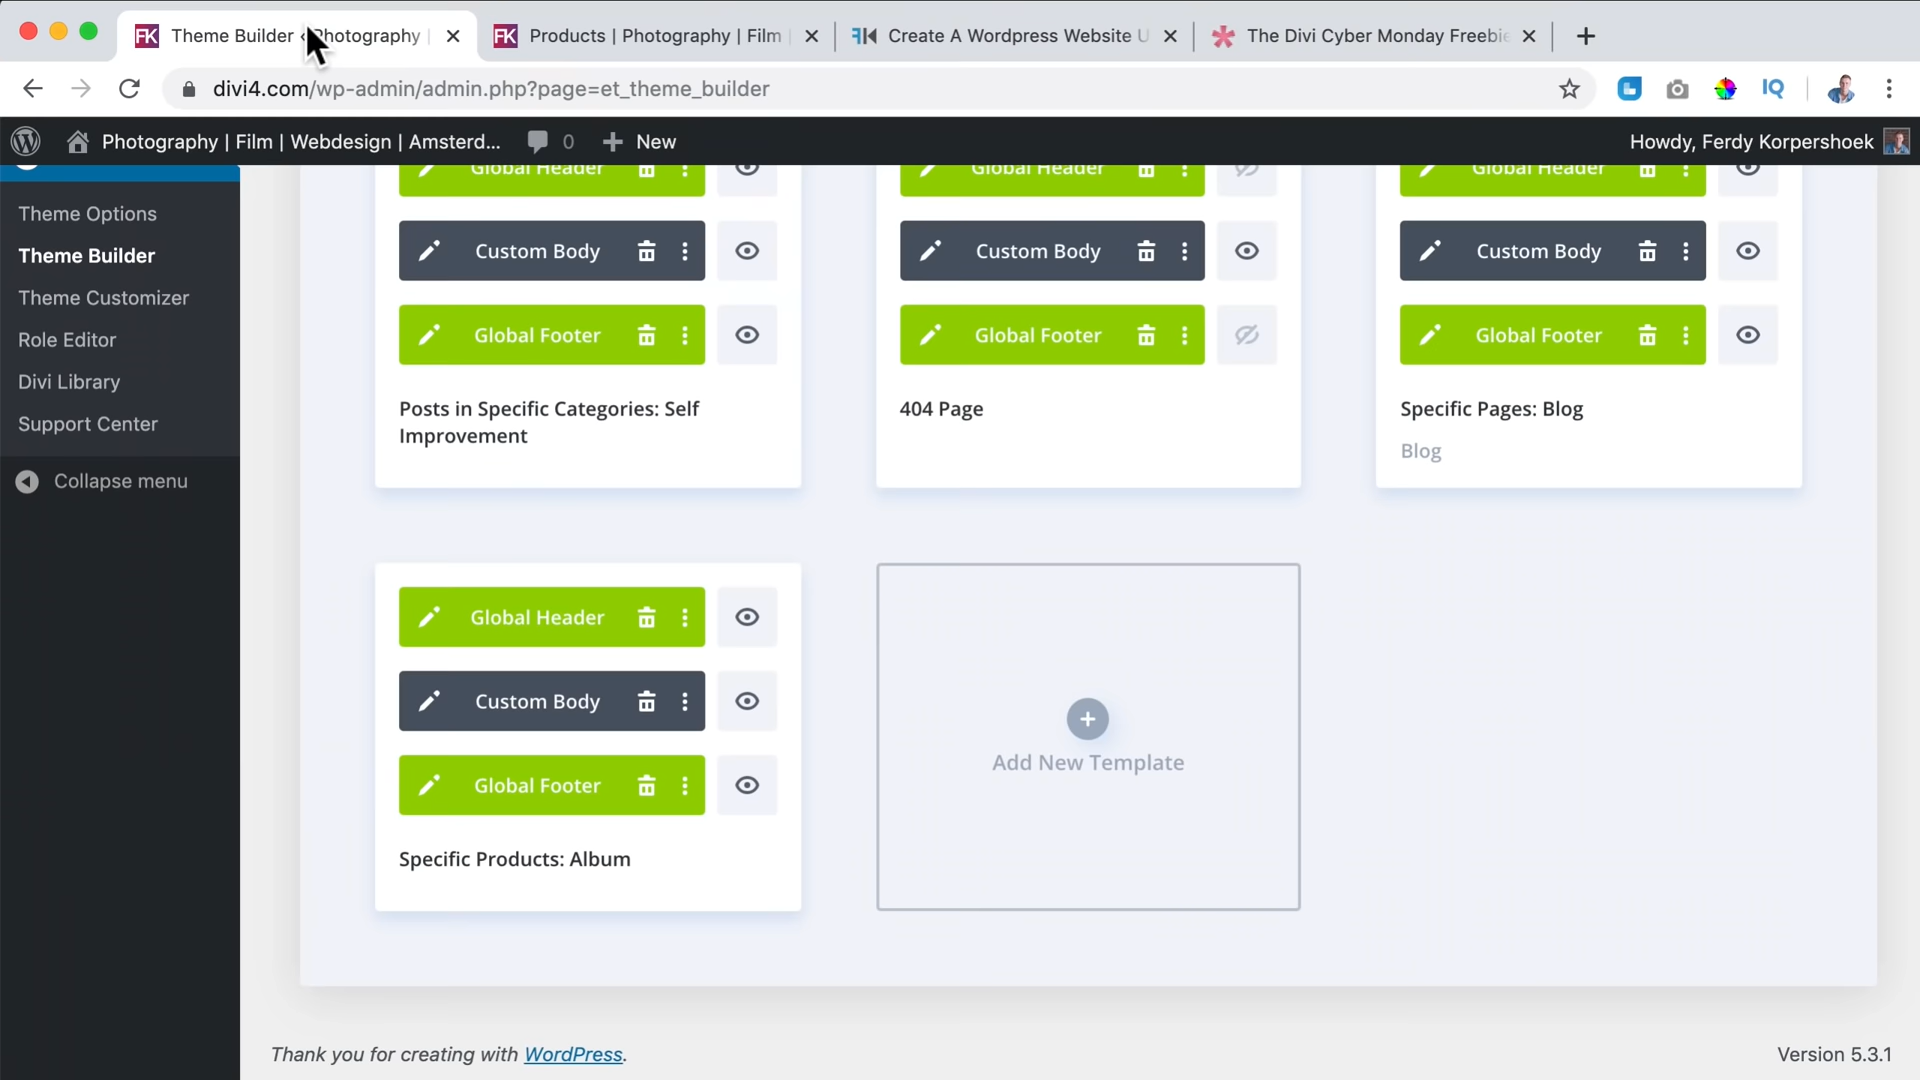 Theme Builder ‹ Photography |
Products | Photography | Film
Create A Wordpress Website U
The Divi Cyber Monday Freebie
divi4.com/wp-admin/admin.php?page=et_theme_builder
IQ
Photography | Film | Webdesign | Amsterd...
0
New
Howdy, Ferdy Korpershoek
Theme Options
Theme Builder
Theme Customizer
Role Editor
Divi Library
Support Center
Collapse menu
Global Header
Custom Body
Global Footer
Posts in Specific Categories: Self
Improvement
Global Header
Custom Body
Global Footer
404 Page
Global Header
Custom Body
Global Footer
Specific Pages: Blog
Blog
Global Header
Custom Body
Global Footer
Specific Products: Album
Add New Template
Thank you for creating with WordPress.
Version 5.3.1